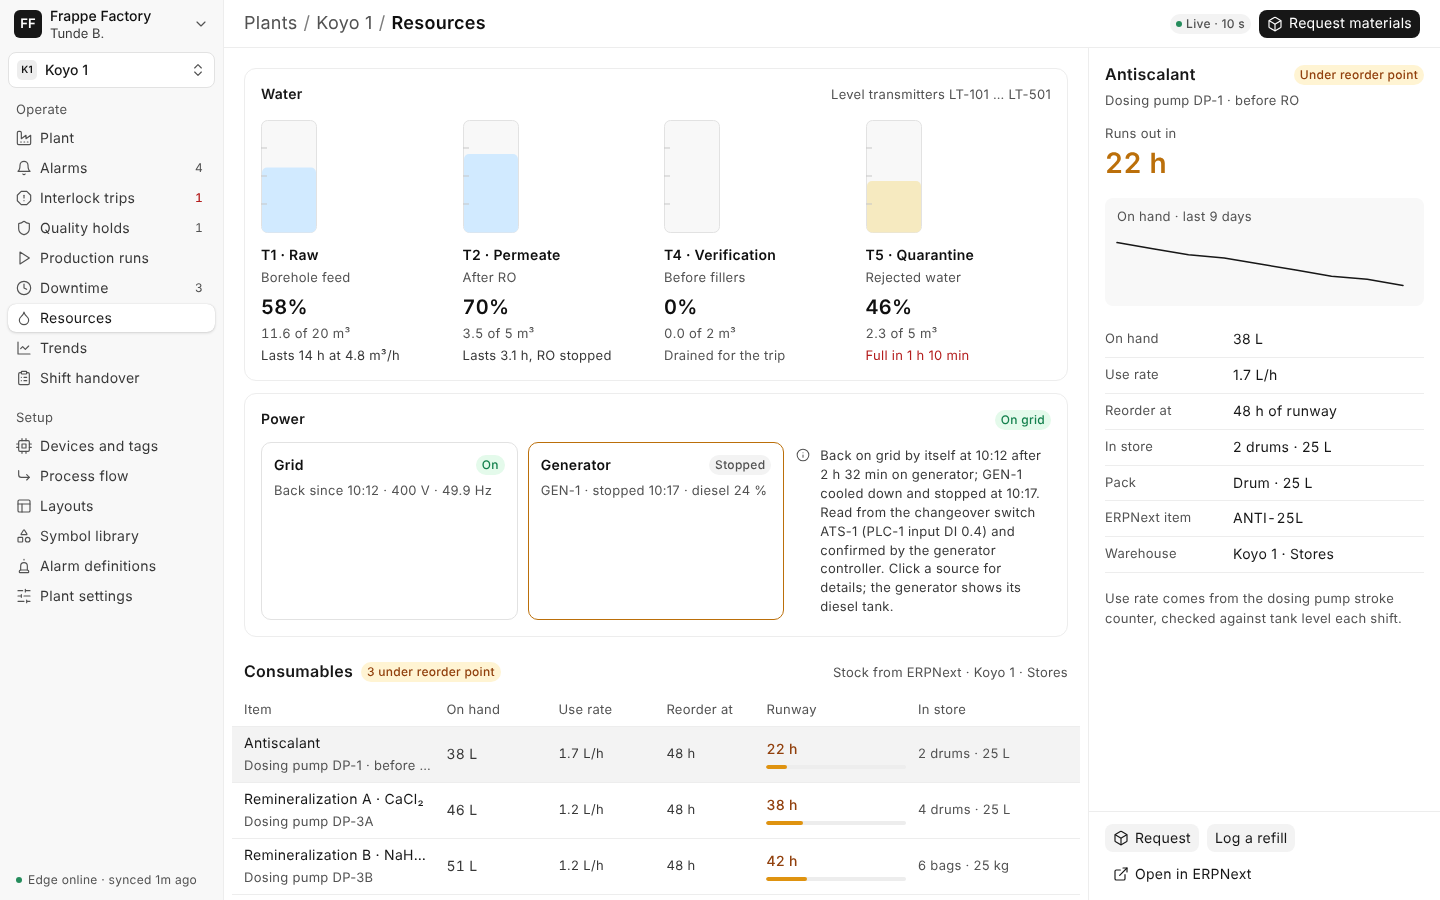 FF
Frappe Factory
Tunde B.
K1 Koyo 1
Operate
Plant
Alarms 4
Interlock trips 1
Quality holds 1
Production runs
Downtime 3
Resources
Trends
Shift handover
Setup
Devices and tags
Process flow
Layouts
Symbol library
Alarm definitions
Plant settings
Edge online · synced 1m ago
Plants / Koyo 1 / Resources
Live · 10 s
Request materials
Water
Level transmitters LT-101 … LT-501
T1 · Raw
Borehole feed
58%
11.6 of 20 m³
Lasts 14 h at 4.8 m³/h
T2 · Permeate
After RO
70%
3.5 of 5 m³
Lasts 3.1 h, RO stopped
T4 · Verification
Before fillers
0%
0.0 of 2 m³
Drained for the trip
T5 · Quarantine
Rejected water
46%
2.3 of 5 m³
Full in 1 h 10 min
Power
On grid
Grid On
Back since 10:12 · 400 V · 49.9 Hz
Generator Stopped
GEN-1 · stopped 10:17 · diesel 24 %
Back on grid by itself at 10:12 after
2 h 32 min on generator; GEN-1
cooled down and stopped at 10:17.
Read from the changeover switch
ATS-1 (PLC-1 input DI 0.4) and
confirmed by the generator
controller. Click a source for
details; the generator shows its
diesel tank.
Consumables 3 under reorder point
Stock from ERPNext · Koyo 1 · Stores
Item On hand Use rate Reorder at Runway In store
Antiscalant
Dosing pump DP-1 · before …
38 L 1.7 L/h 48 h 22 h 2 drums · 25 L
Remineralization A · CaCl₂
Dosing pump DP-3A
46 L 1.2 L/h 48 h 38 h 4 drums · 25 L
Remineralization B · NaH…
Dosing pump DP-3B
51 L 1.2 L/h 48 h 42 h 6 bags · 25 kg
Antiscalant
Under reorder point
Dosing pump DP-1 · before RO
Runs out in
22 h
On hand · last 9 days
On hand 38 L
Use rate 1.7 L/h
Reorder at 48 h of runway
In store 2 drums · 25 L
Pack Drum · 25 L
ERPNext item ANTI-25L
Warehouse Koyo 1 · Stores
Use rate comes from the dosing pump stroke
counter, checked against tank level each shift.
Request
Log a refill
Open in ERPNext